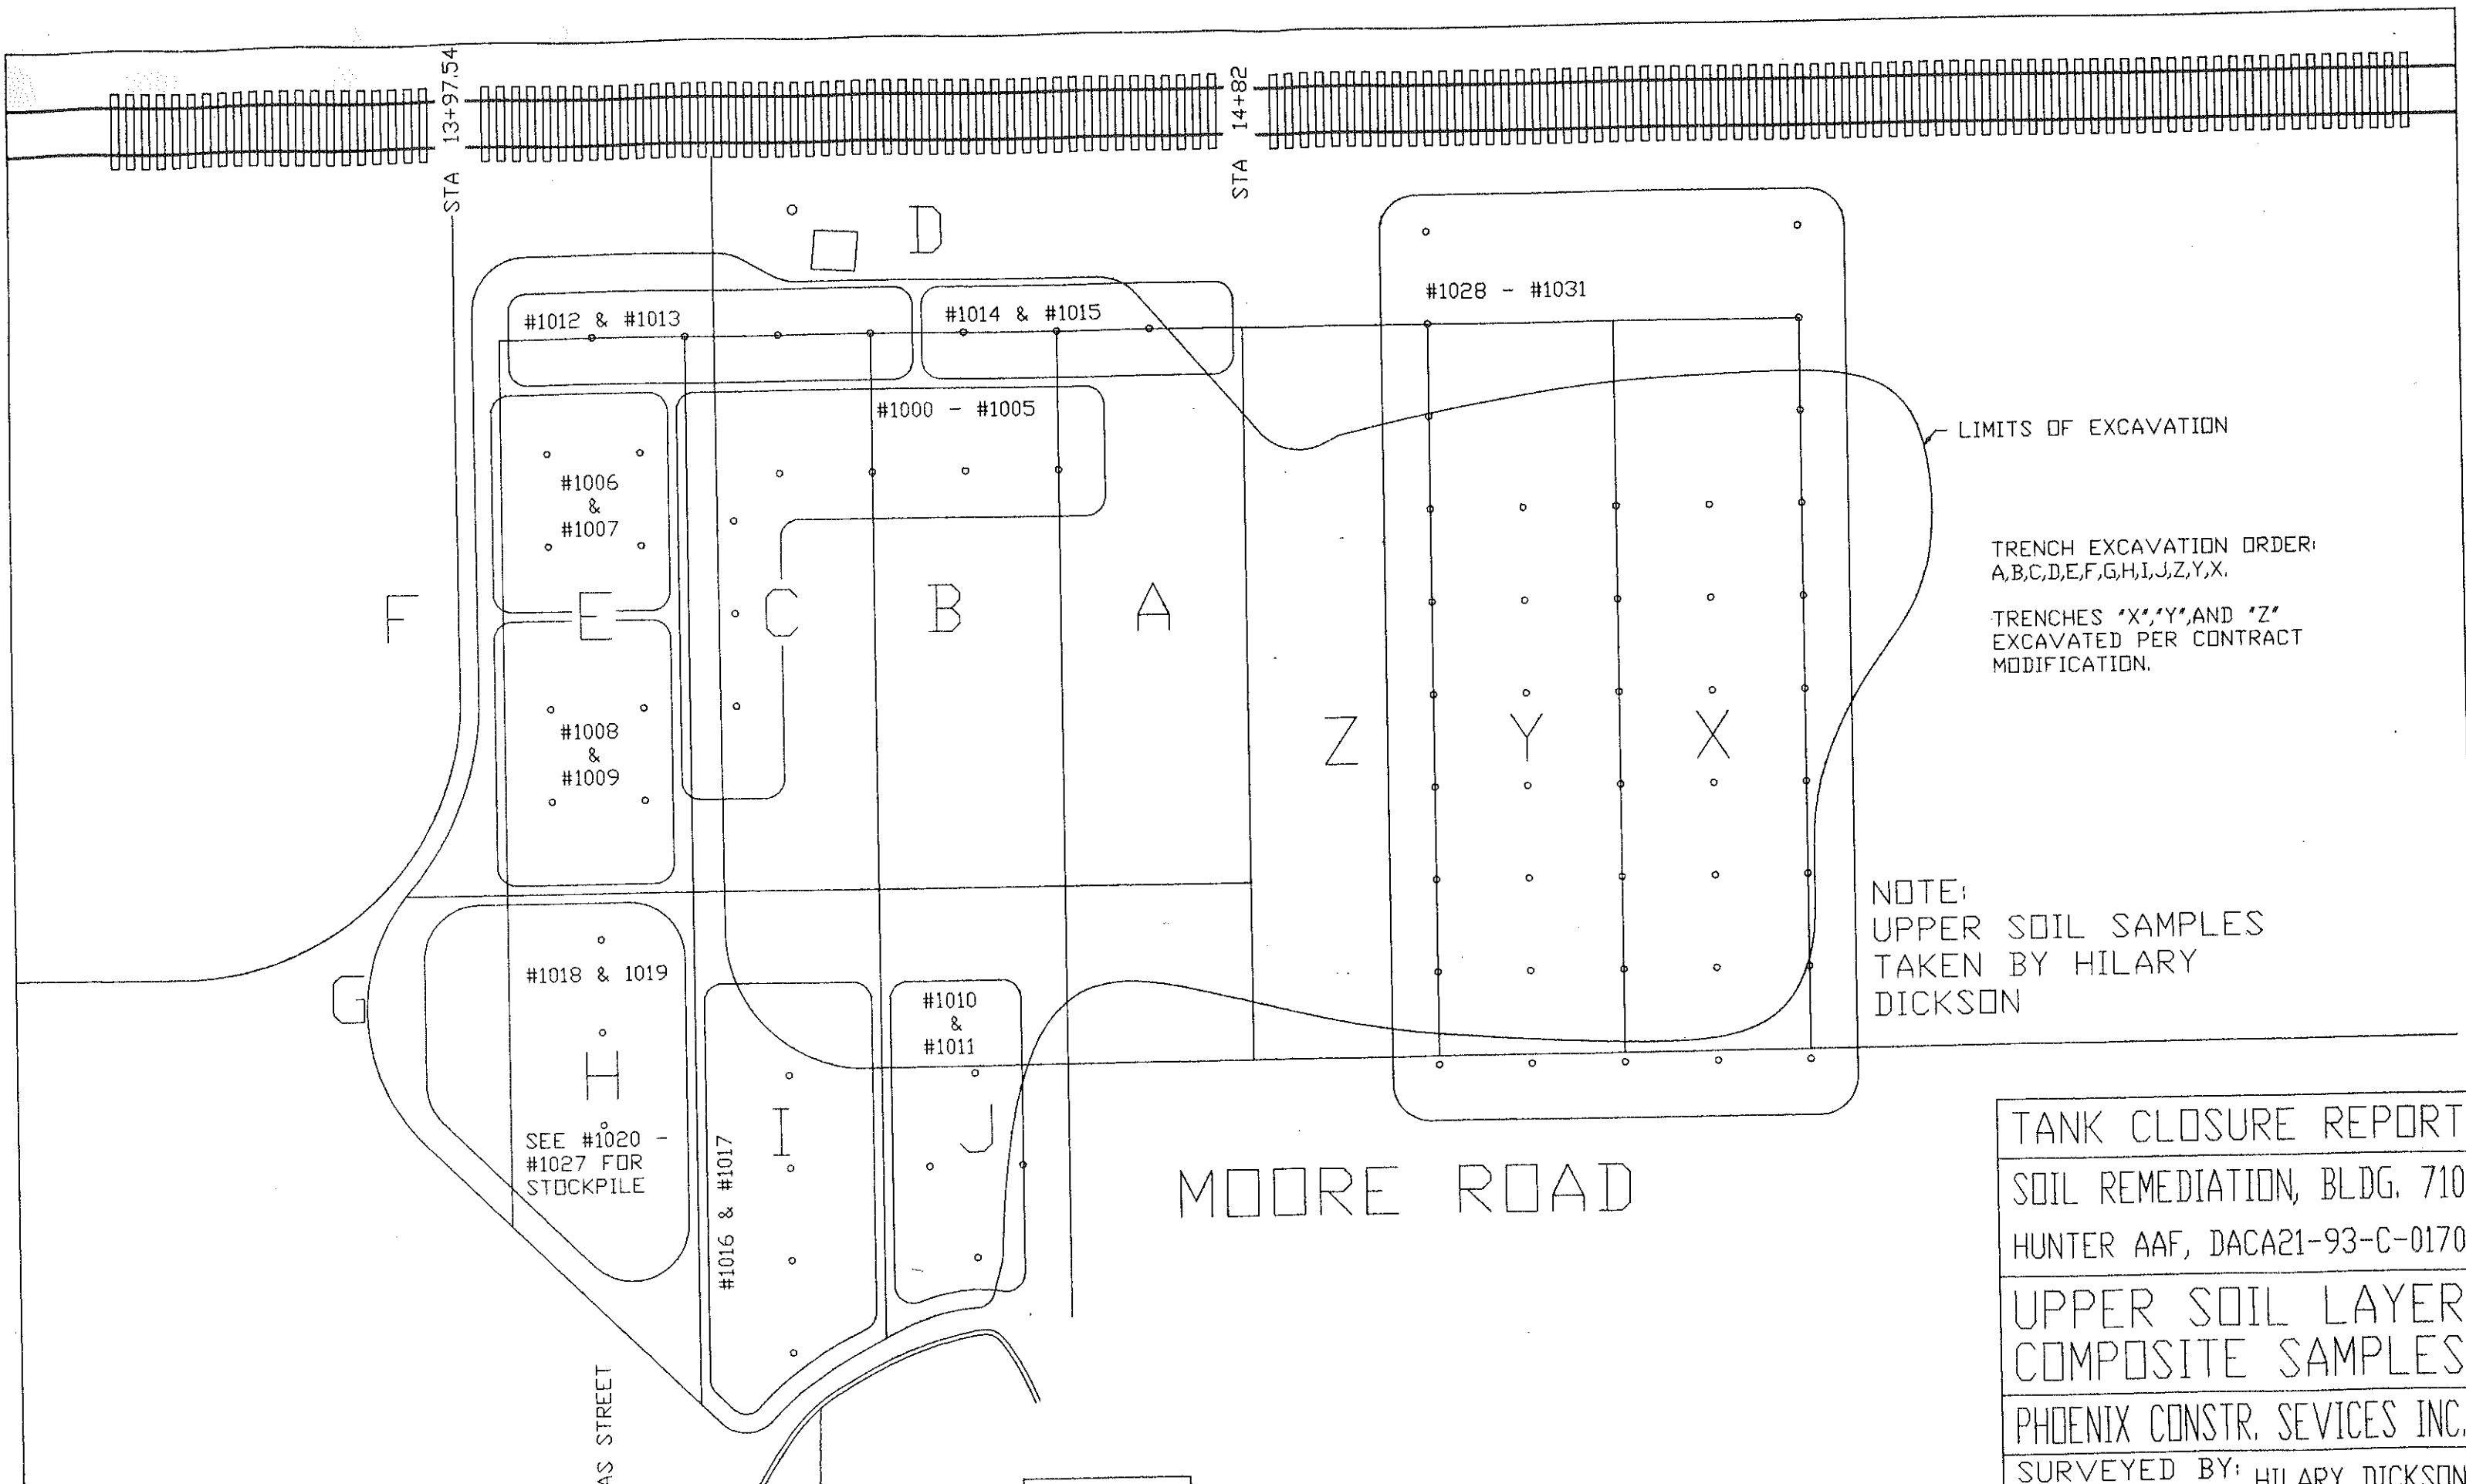 STA 13+97.54
STA 14+82
D
#1028 - #1031
#1012 & #1013
#1014 & #1015
#1000 - #1005
LIMITS OF EXCAVATION
#1006
&
#1007
TRENCH EXCAVATION ORDER:
A,B,C,D,E,F,G,H,I,J,Z,Y,X.
TRENCHES "X","Y",AND "Z"
EXCAVATED PER CONTRACT
MODIFICATION.
F
E
C
B
A
#1008
&
#1009
Z
Y
X
NOTE:
UPPER SOIL SAMPLES
TAKEN BY HILARY
DICKSON
G
#1018 & 1019
H
SEE #1020 -
#1027 FOR
STOCKPILE
#1016 & #1017
I
#1010
&
#1011
J
MOORE ROAD
AS STREET
TANK CLOSURE REPORT
SOIL REMEDIATION, BLDG. 710
HUNTER AAF, DACA21-93-C-0170
UPPER SOIL LAYER
COMPOSITE SAMPLES
PHOENIX CONSTR. SEVICES INC.
SURVEYED BY: HILARY DICKSON